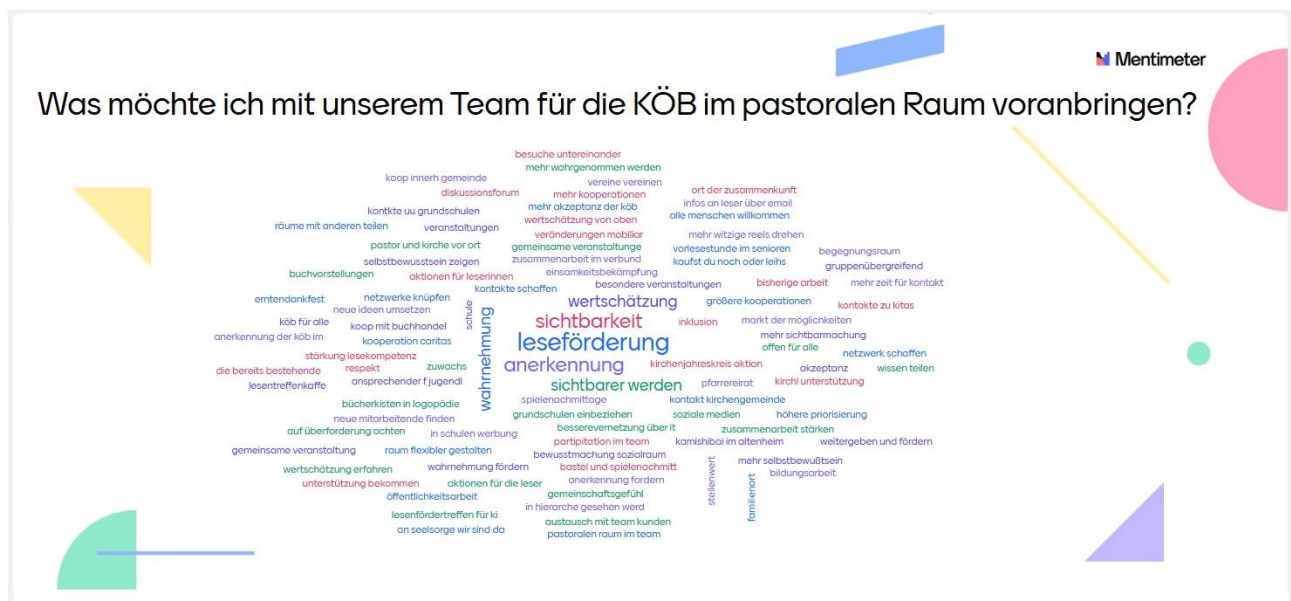 Mentimeter
Was möchte ich mit unserem Team für die KÖB im pastoralen Raum voranbringen?
besuche untereinander
mehr wahrgenommen werden
koop innerh gemeinde
vereine vereinen
diskussionsforum
mehr kooperationen
ort der zusammenkunft
infos an leser über email
kontkte uu grundschulen
mehr akzeptanz der köb
alle menschen willkommen
räume mit anderen teilen
veranstaltungen
wertschätzung von oben
veränderungen mobiliar
mehr witzige reels drehen
pastor und kirche vor ort
gemeinsame veranstaltunge
vorlesestunde im senioren
begegnungsraum
selbstbewusstsein zeigen
zusammenarbeit im verbund
kaufst du noch oder leihs
gruppenübergreifend
buchvorstellungen
aktionen für leserinnen
einsamkeitsbekämpfung
besondere veranstaltungen
bisherige arbeit
mehr zeit für kontakt
kontakte schaffen
erntendankfest
netzwerke knüpfen
wertschätzung
größere kooperationen
kontakte zu kitas
neue ideen umsetzen
schule
sichtbarkeit
inklusion
markt der möglichkeiten
köb für alle
koop mit buchhandel
wahrnehmung
mehr sichtbarmachung
anerkennung der köb im
kooperation caritas
leseförderung
offen für alle
netzwerk schaffen
stärkung lesekompetenz
anerkennung
kirchenjahreskreis aktion
die bereits bestehende
respekt
zuwachs
akzeptanz
wissen teilen
lesentreffenkaffe
ansprechender f jugendl
sichtbarer werden
pfarreirat
kirchl unterstützung
bücherkisten in logopädie
spielenachmittage
kontakt kirchengemeinde
neue mitarbeitende finden
grundschulen einbeziehen
soziale medien
höhere priorisierung
auf überforderung achten
in schulen werbung
besserevernetzung über it
zusammenarbeit stärken
gemeinsame veranstaltung
raum flexibler gestalten
partipitation im team
kamishibai im altenheim
weitergeben und fördern
bewusstmachung sozialraum
wertschätzung erfahren
wahrnehmung fördern
bastel und spielenachmitt
stellenwert
mehr selbstbewußtsein
bildungsarbeit
unterstützung bekommen
aktionen für die leser
anerkennung fordern
familienort
öffentlichkeitsarbeit
gemeinschaftsgefühl
in hierarche gesehen werd
lesenfördertreffen für ki
austausch mit team kunden
an seelsorge wir sind da
pastoralen raum im team